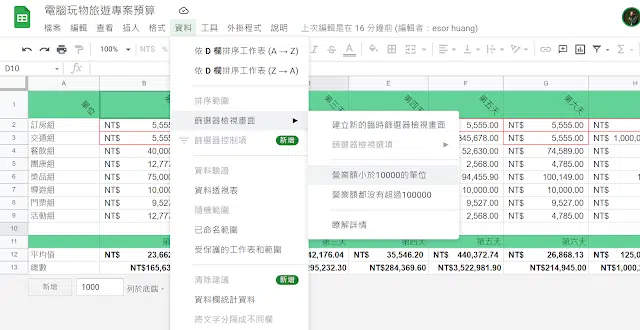 電腦玩物旅遊專案預算
檔案 編輯 查看 插入 格式 資料 工具 外掛程式 說明 上次編輯是在 16 分鐘前 (編輯者：esor huang)
100% NT$ %
D10 fx
A B E F G H
1 單位 第三天 第四天 第五天 第六天
2 訂房組 NT$ 5,555 5,555.00 NT$ 5,555.00 NT$
3 交通組 NT$ 5,555 345,678.00 NT$ 5,555.00 NT$ 1,000
4 餐飲組 NT$ 40,000 52,630.00 NT$ 74,589.00 NT$
5 團康組 NT$ 12,777 2,568.00 NT$ 4,785.00 NT$
6 獎品組 NT$ 75,000 94,455.90 NT$ 100,149.00 NT$ 1
7 導遊組 NT$ 10,000 10,000.00 NT$ 10,000.00 NT$
8 門票組 NT$ 9,527 9,527.00 NT$ 9,527.00 NT$
9 活動組 NT$ 12,777 2,568.00 NT$ 4,785.00 NT$
10
11 第三天 第四天 第五天 第六天
12 平均值 NT$ 23,662 42,176.04 NT$ 35,546.20 NT$ 440,372.74 NT$ 26,868.13 NT$ 125,0
13 總數 NT$165,63 295,232.30 NT$284,369.60 NT$3,522,981.90 NT$214,945.00 NT$1,000,
新增 1000 列於底端。
依 D 欄排序工作表 (A → Z)
依 D 欄排序工作表 (Z → A)
排序範圍
篩選器檢視畫面
篩選器控制項 新增
資料驗證
資料透視表
隨機範圍
已命名範圍
受保護的工作表和範圍
清除建議 新增
資料欄統計資料
將文字分隔成不同欄
建立新的臨時篩選器檢視畫面
篩選器檢視選項
營業額小於10000的單位
營業額都沒有超過100000
瞭解詳情